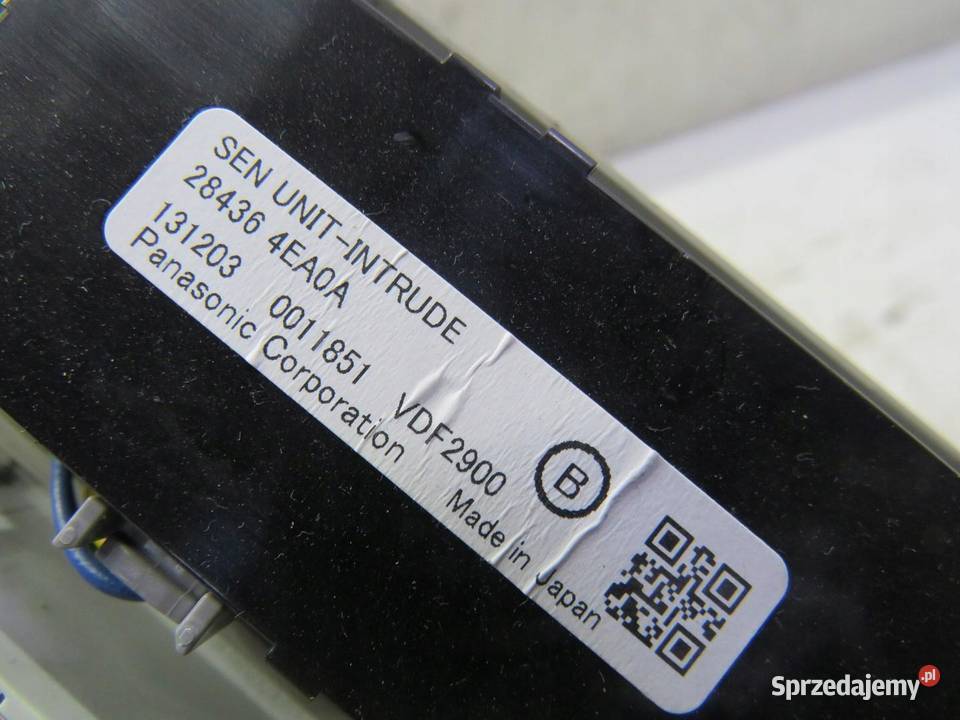 SEN UNIT-INTRUDE
28436 4EA0A
131203 0011851 VDF2900 B
Panasonic Corporation Made in Japan
Sprzedajemy.pl